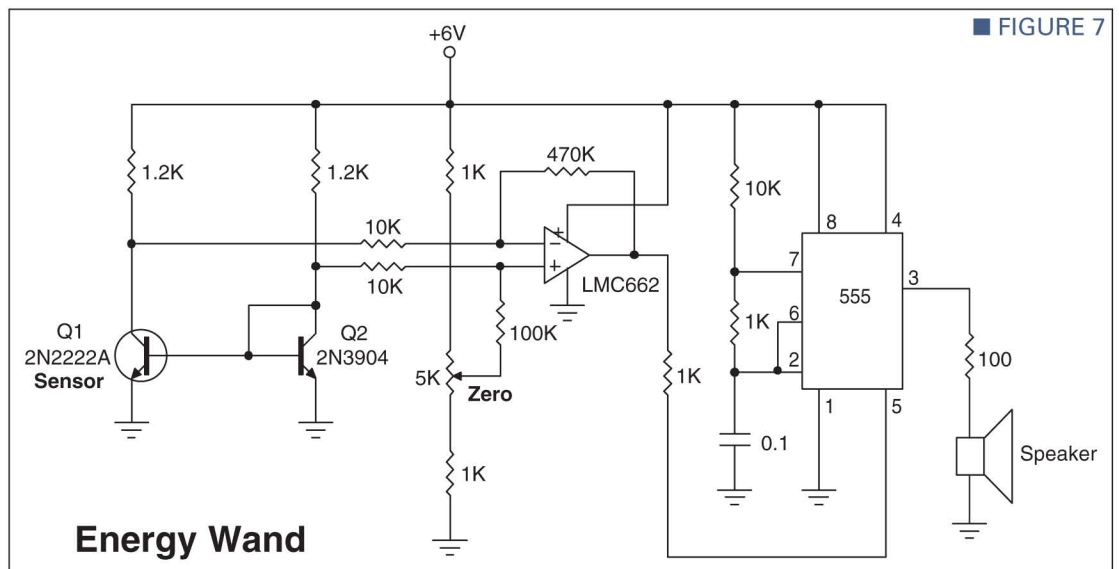 ■ FIGURE 7
+6V
1.2K
1.2K
1K
470K
10K
10K
10K
+
−
+
LMC662
100K
Q1
2N2222A
Sensor
Q2
2N3904
5K
Zero
1K
1K
1K
8
4
7
6
2
555
3
1
5
100
0.1
Speaker
Energy Wand